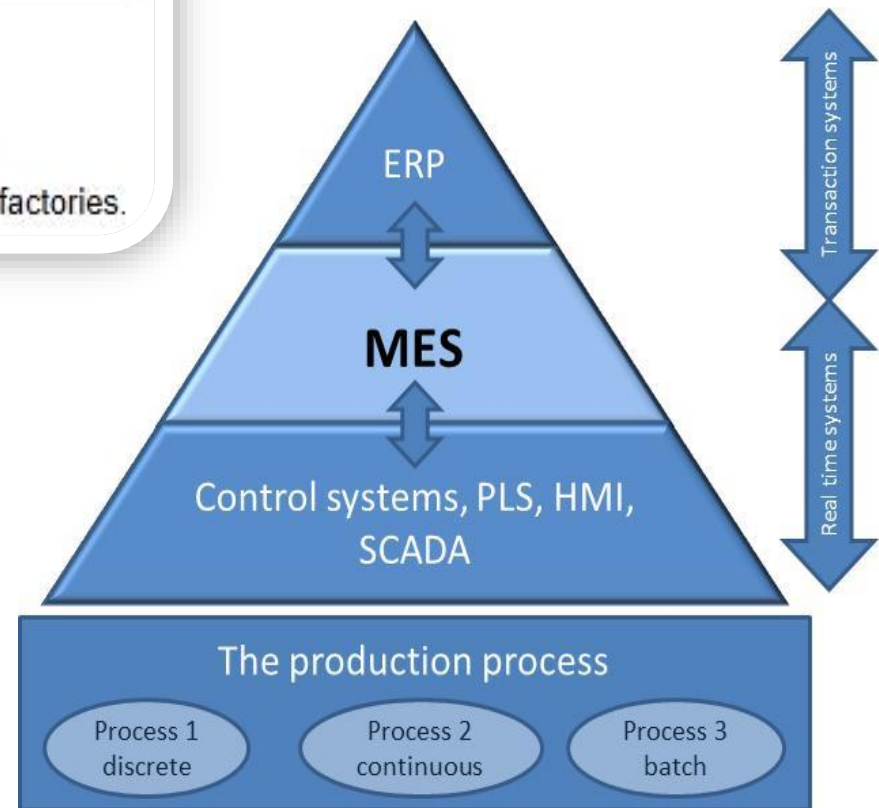 factories.
ERP
MES
Control systems, PLS, HMI,
SCADA
Transaction systems
Real time systems
The production process
Process 1
discrete
Process 2
continuous
Process 3
batch